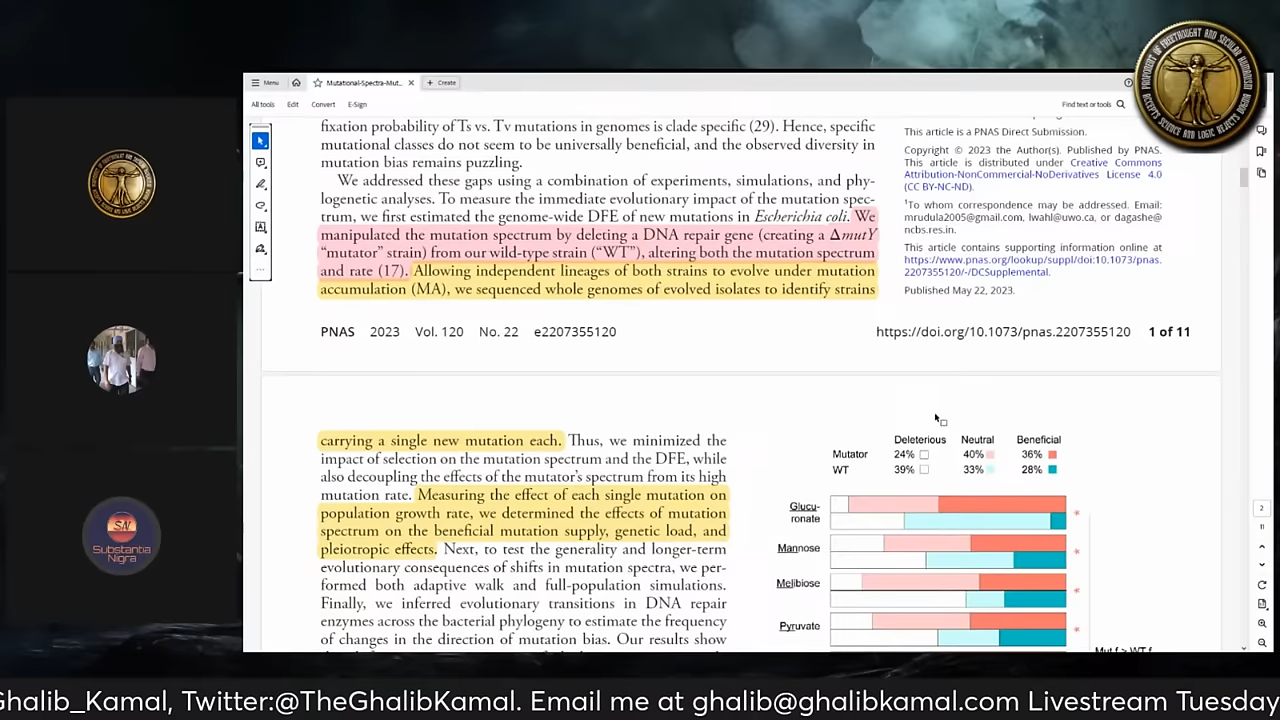 PROPONENT OF FREETHOUGHT AND SECULAR HUMANISM
ACCEPTS SCIENCE AND LOGIC REJECTS DOGMA
Menu
Mutational-Spectra-Mut...
Create
All tools
Edit
Convert
E-Sign
Find text or tools
fixation probability of Ts vs. Tv mutations in genomes is clade specific (29). Hence, specific
mutational classes do not seem to be universally beneficial, and the observed diversity in
mutation bias remains puzzling.
We addressed these gaps using a combination of experiments, simulations, and phy-
logenetic analyses. To measure the immediate evolutionary impact of the mutation spec-
trum, we first estimated the genome-wide DFE of new mutations in Escherichia coli. We
manipulated the mutation spectrum by deleting a DNA repair gene (creating a ΔmutY
“mutator” strain) from our wild-type strain (“WT”), altering both the mutation spectrum
and rate (17). Allowing independent lineages of both strains to evolve under mutation
accumulation (MA), we sequenced whole genomes of evolved isolates to identify strains
This article is a PNAS Direct Submission.
Copyright © 2023 the Author(s). Published by PNAS.
This article is distributed under Creative Commons
Attribution-NonCommercial-NoDerivatives License 4.0
(CC BY-NC-ND).
¹To whom correspondence may be addressed. Email:
mrudula2005@gmail.com, lwahl@uwo.ca, or dagashe@
ncbs.res.in.
This article contains supporting information online at
https://www.pnas.org/lookup/suppl/doi:10.1073/pnas.
2207355120/-/DCSupplemental.
Published May 22, 2023.
PNAS 2023 Vol. 120 No. 22 e2207355120
https://doi.org/10.1073/pnas.2207355120 1 of 11
carrying a single new mutation each. Thus, we minimized the
impact of selection on the mutation spectrum and the DFE, while
also decoupling the effects of the mutator’s spectrum from its high
mutation rate. Measuring the effect of each single mutation on
population growth rate, we determined the effects of mutation
spectrum on the beneficial mutation supply, genetic load, and
pleiotropic effects. Next, to test the generality and longer-term
evolutionary consequences of shifts in mutation spectra, we per-
formed both adaptive walk and full-population simulations.
Finally, we inferred evolutionary transitions in DNA repair
enzymes across the bacterial phylogeny to estimate the frequency
of changes in the direction of mutation bias. Our results show
Deleterious Neutral Beneficial
Mutator 24% 40% 36%
WT 39% 33% 28%
Glucu-
ronate
*
Mannose
*
Melibiose
*
Pyruvate
*
2
11
SN
Substantia
Nigra
Ghalib_Kamal, Twitter:@TheGhalibKamal. Email me at ghalib@ghalibkamal.com Livestream Tuesday